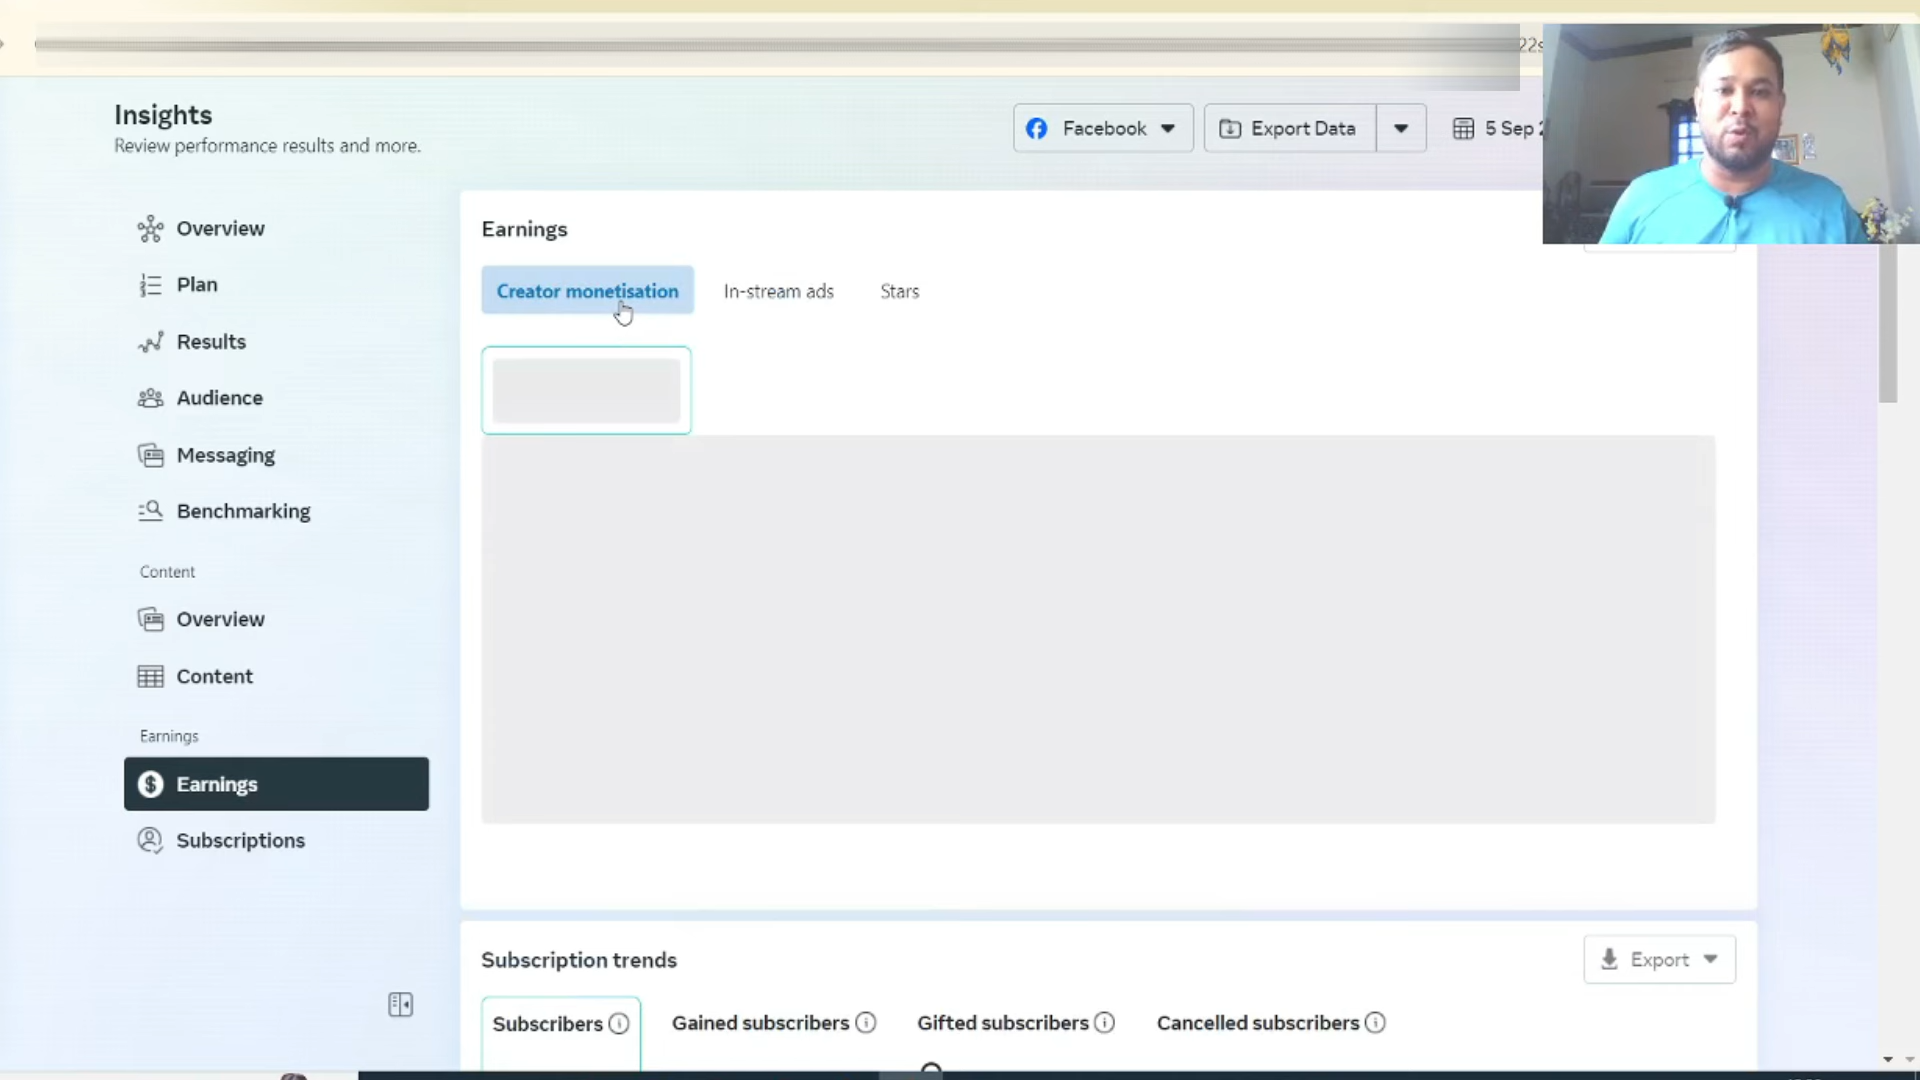 Insights
Review performance results and more.
Facebook
Export Data
5 Sep
Overview
Plan
Results
Audience
Messaging
Benchmarking
Content
Overview
Content
Earnings
Earnings
Subscriptions
Earnings
Creator monetisation
In-stream ads
Stars
Subscription trends
Export
Subscribers
Gained subscribers
Gifted subscribers
Cancelled subscribers